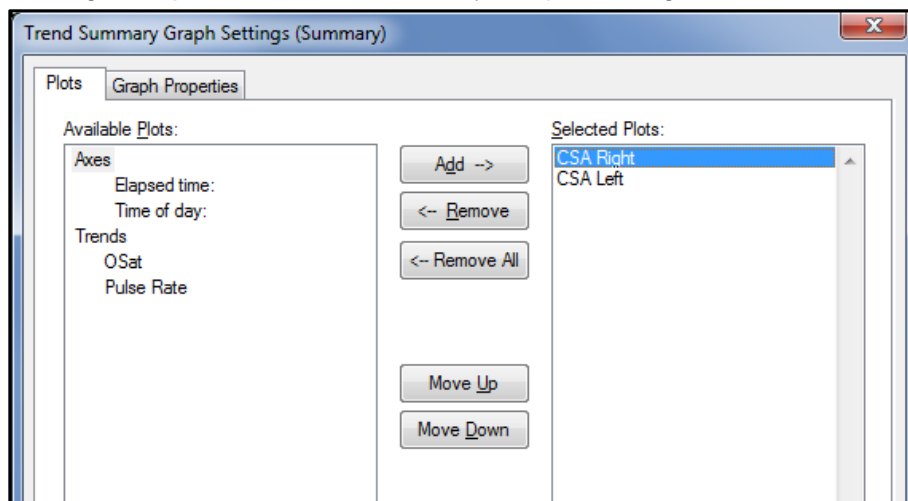 Trend Summary Graph Settings (Summary)
x
Plots
Graph Properties
Available Plots:
Axes
Elapsed time:
Time of day:
Trends
OSat
Pulse Rate
Add -->
<-- Remove
<-- Remove All
Move Up
Move Down
Selected Plots:
CSA Right
CSA Left